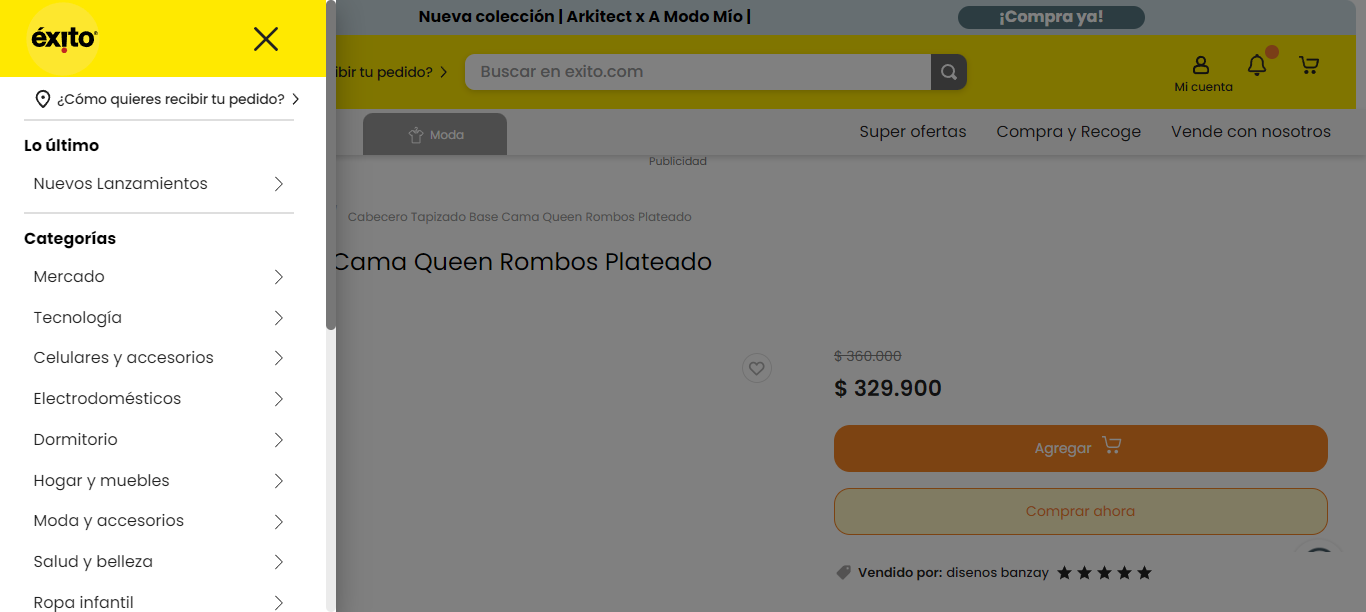 Nueva colección | Arkitect x A Modo Mío |
¡Compra ya!
éxito
ibir tu pedido?
Buscar en exito.com
Mi cuenta
¿Cómo quieres recibir tu pedido?
Moda
Super ofertas
Compra y Recoge
Vende con nosotros
Publicidad
Lo último
Nuevos Lanzamientos
Categorías
Mercado
Tecnología
Celulares y accesorios
Electrodomésticos
Dormitorio
Hogar y muebles
Moda y accesorios
Salud y belleza
Ropa infantil
Cabecero Tapizado Base Cama Queen Rombos Plateado
Cama Queen Rombos Plateado
$ 360.000
$ 329.900
Agregar
Comprar ahora
Vendido por: disenos banzay